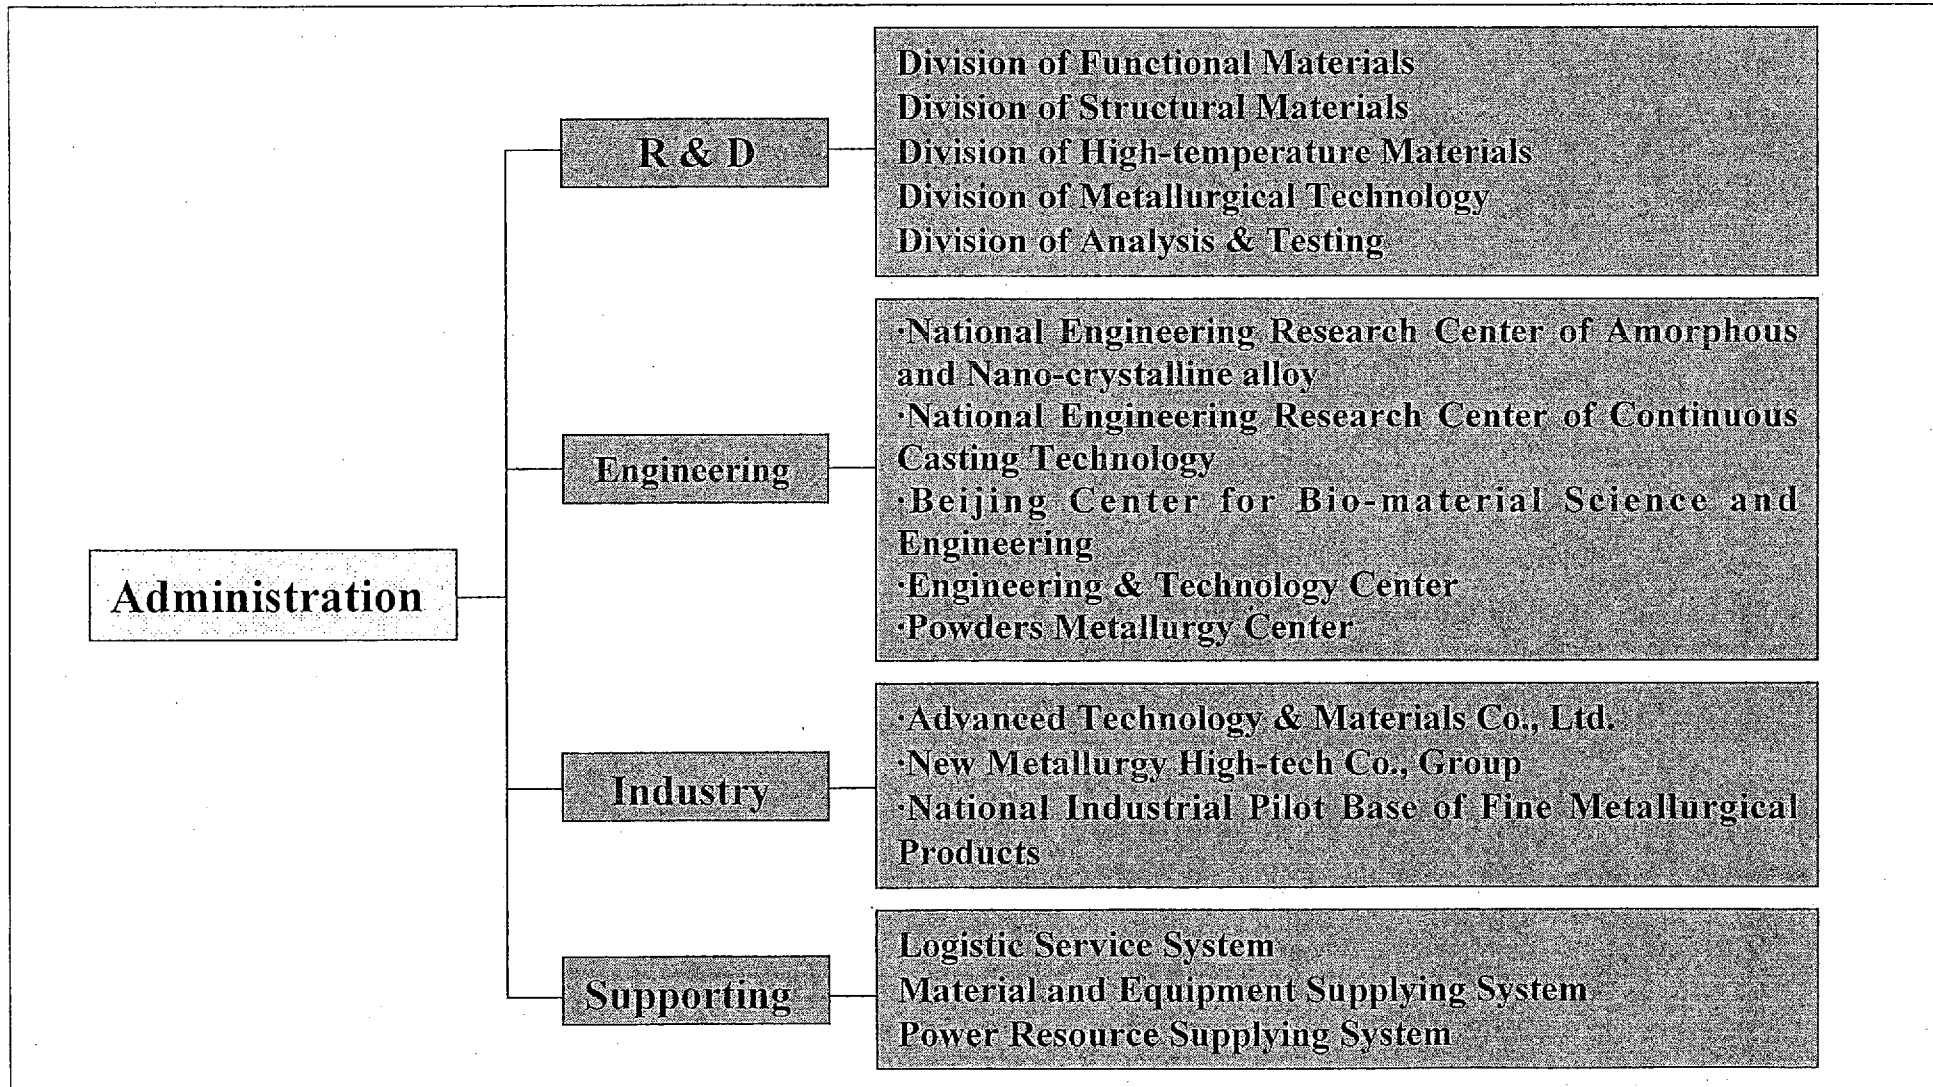 Administration
R & D
Division of Functional Materials
Division of Structural Materials
Division of High-temperature Materials
Division of Metallurgical Technology
Division of Analysis & Testing
Engineering
·National Engineering Research Center of Amorphous
and Nano-crystalline alloy
·National Engineering Research Center of Continuous
Casting Technology
·Beijing Center for Bio-material Science and
Engineering
·Engineering & Technology Center
·Powders Metallurgy Center
Industry
·Advanced Technology & Materials Co., Ltd.
·New Metallurgy High-tech Co., Group
·National Industrial Pilot Base of Fine Metallurgical
Products
Supporting
Logistic Service System
Material and Equipment Supplying System
Power Resource Supplying System